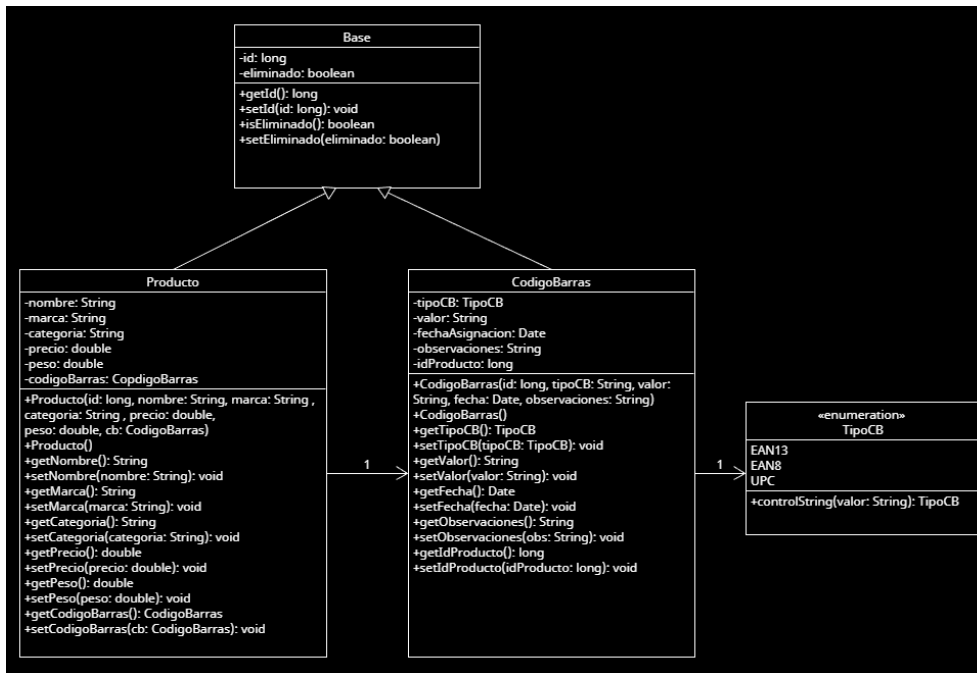 Base
-id: long
-eliminado: boolean
+getId(): long
+setId(id: long): void
+isEliminado(): boolean
+setEliminado(eliminado: boolean)
Producto
-nombre: String
-marca: String
-categoria: String
-precio: double
-peso: double
-codigoBarras: CopdigoBarras
+Producto(id: long, nombre: String, marca: String ,
categoria: String , precio: double,
peso: double, cb: CodigoBarras)
+Producto()
+getNombre(): String
+setNombre(nombre: String): void
+getMarca(): String
+setMarca(marca: String): void
+getCategoria(): String
+setCategoria(categoria: String): void
+getPrecio(): double
+setPrecio(precio: double): void
+getPeso(): double
+setPeso(peso: double): void
+getCodigoBarras(): CodigoBarras
+setCodigoBarras(cb: CodigoBarras): void
1
CodigoBarras
-tipoCB: TipoCB
-valor: String
-fechaAsignacion: Date
-observaciones: String
-idProducto: long
+CodigoBarras(id: long, tipoCB: String, valor:
String, fecha: Date, observaciones: String)
+CodigoBarras()
+getTipoCB(): TipoCB
+setTipoCB(tipoCB: TipoCB): void
+getValor(): String
+setValor(valor: String): void
+getFecha(): Date
+setFecha(fecha: Date): void
+getObservaciones(): String
+setObservaciones(obs: String): void
+getIdProducto(): long
+setIdProducto(idProducto: long): void
1
«enumeration»
TipoCB
EAN13
EAN8
UPC
+controlString(valor: String): TipoCB